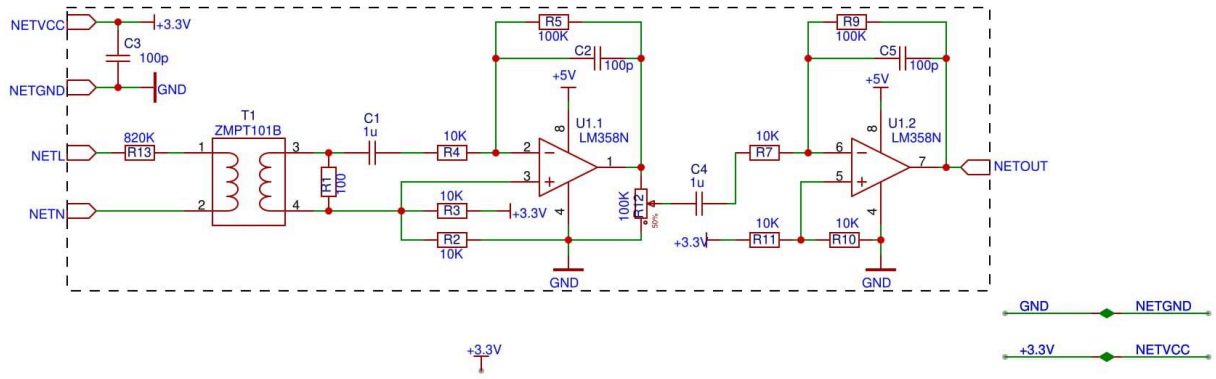 NETVCC
+3.3V
C3
100p
NETGND
GND
T1
ZMPT101B
820K
NETL
R13
1
2
3
4
NETN
R1
100
C1
1u
10K
R4
R5
100K
C2
100p
+5V
8
U1.1
LM358N
2
3
1
4
10K
R3
+3.3V
R2
10K
GND
100K
R12
50%
C4
1u
10K
R7
R9
100K
C5
100p
+5V
8
U1.2
LM358N
6
5
7
4
NETOUT
+3.3V
10K
R11
10K
R10
GND
GND
NETGND
+3.3V
NETVCC
+3.3V